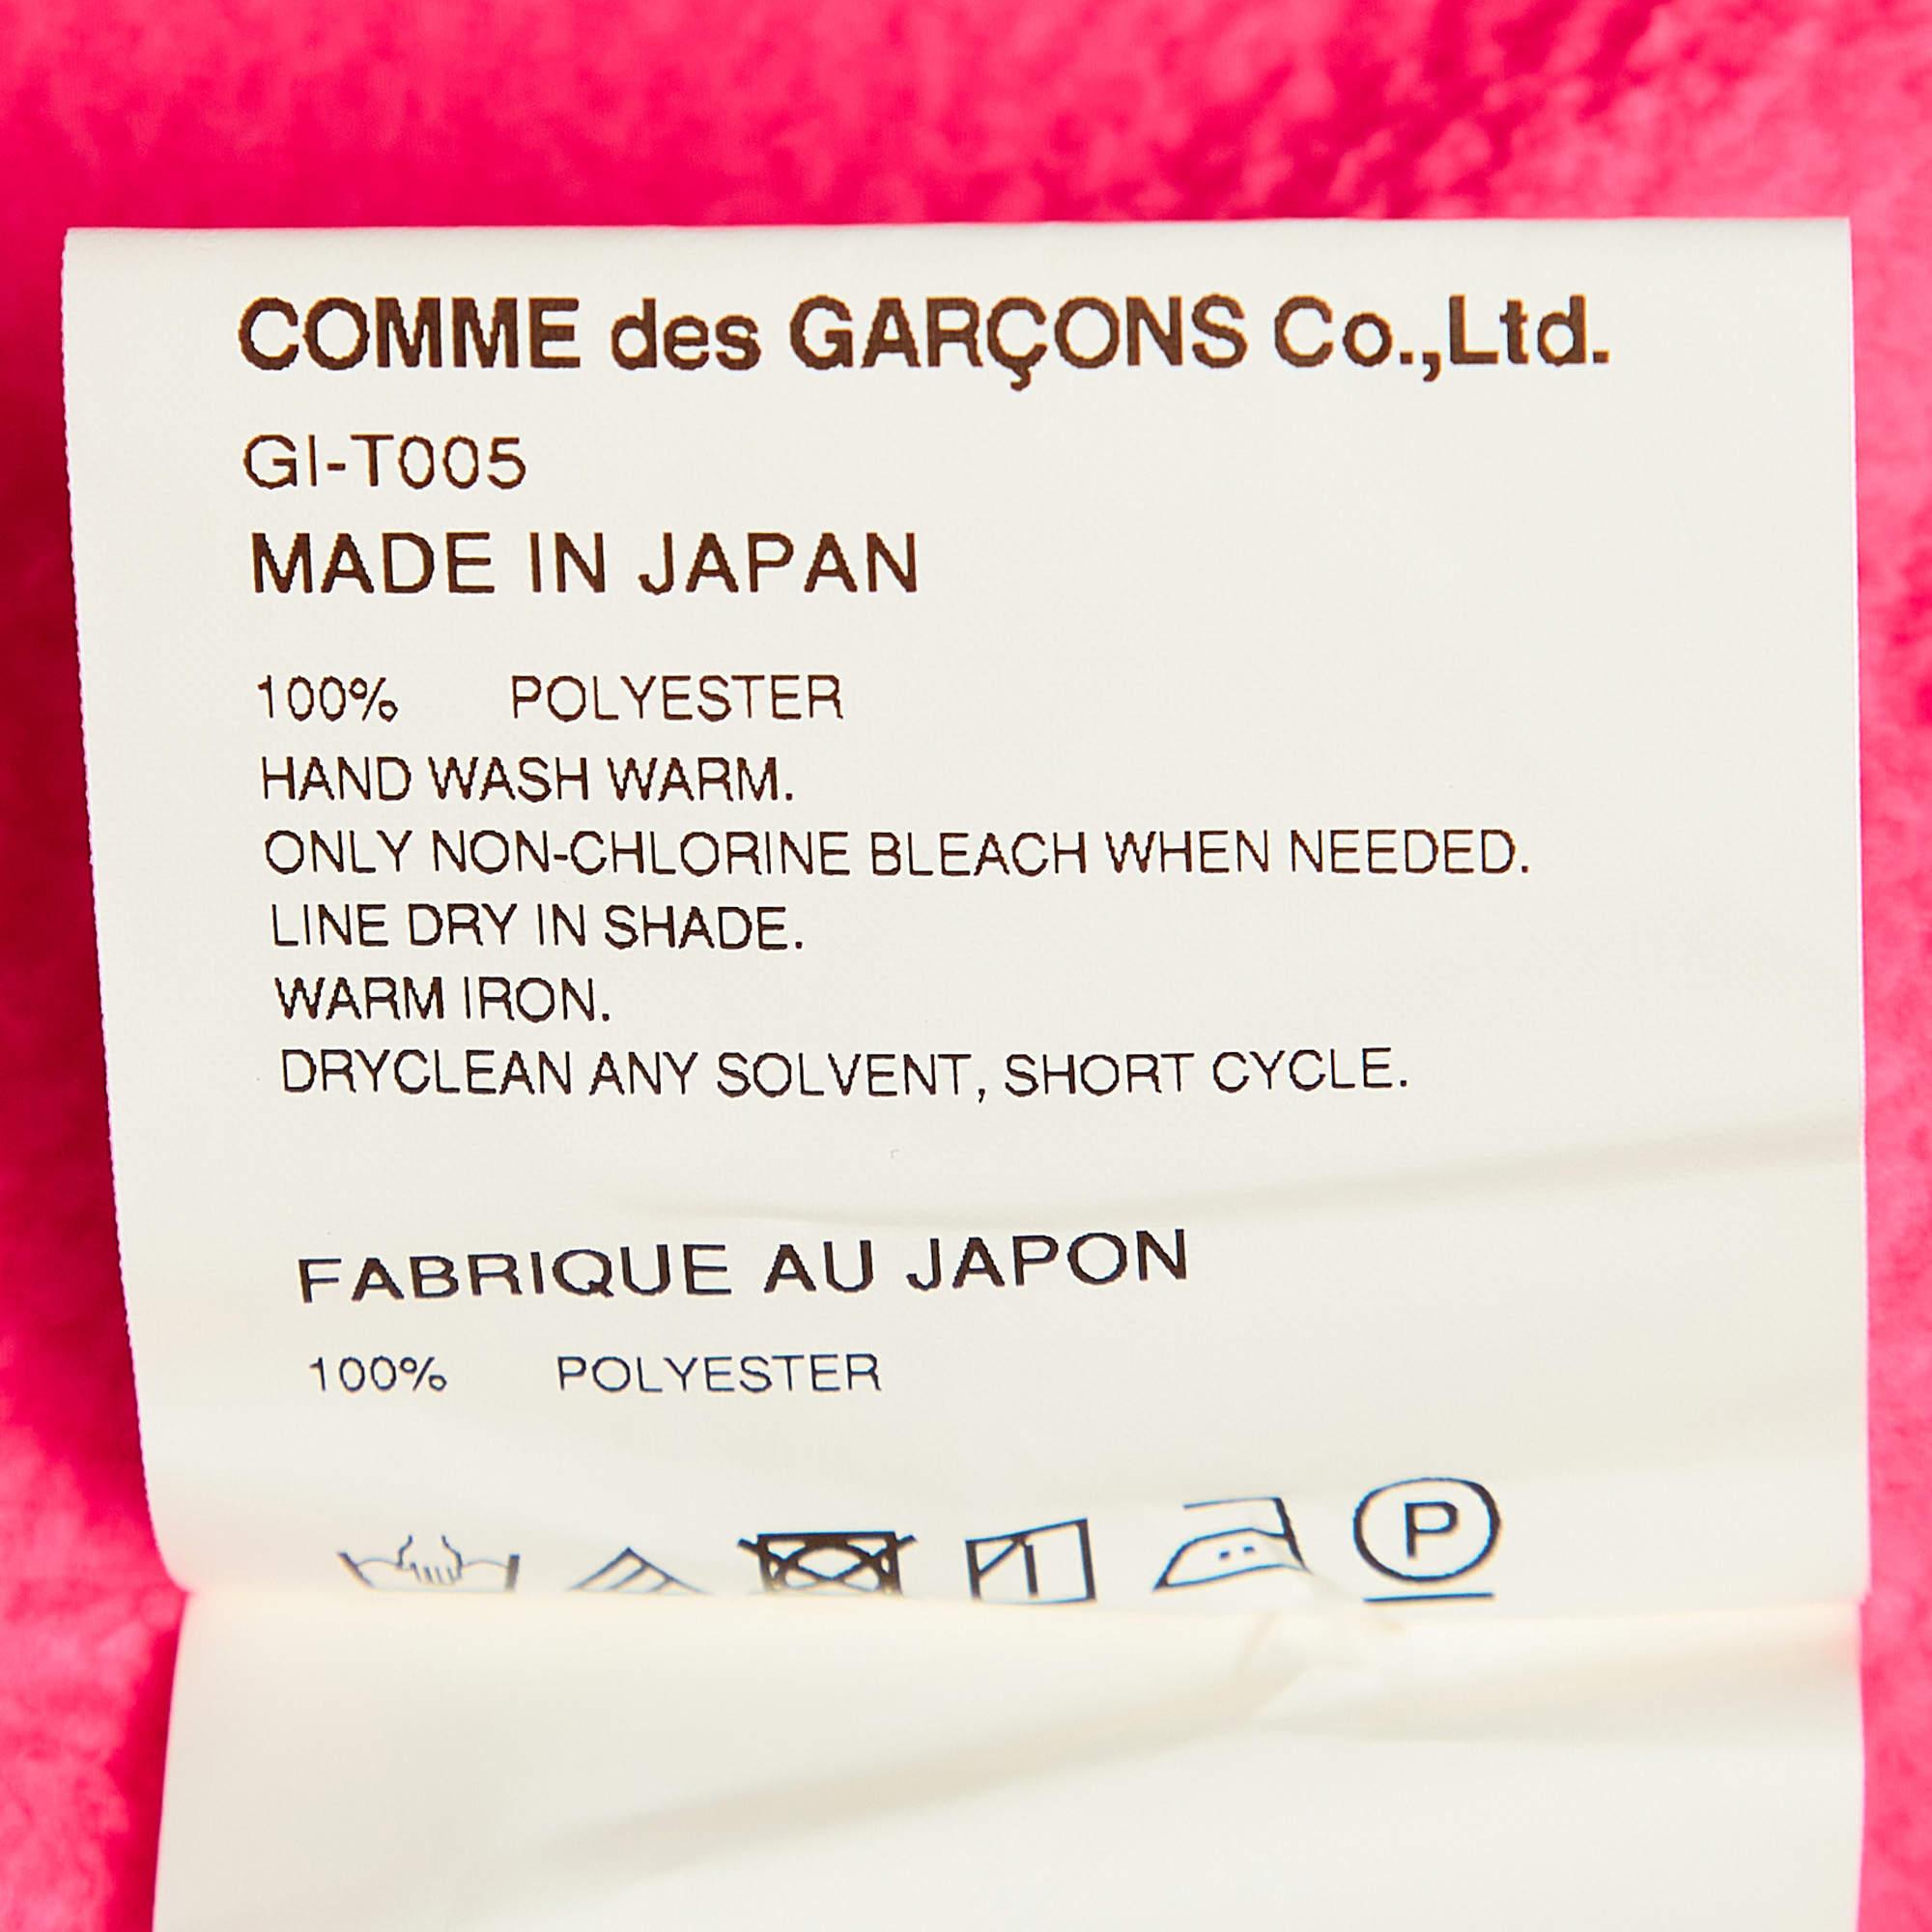 COMME des GARÇONS Co.,Ltd.
GI-T005
MADE IN JAPAN
100% POLYESTER
HAND WASH WARM.
ONLY NON-CHLORINE BLEACH WHEN NEEDED.
LINE DRY IN SHADE.
WARM IRON.
DRYCLEAN ANY SOLVENT, SHORT CYCLE.
FABRIQUE AU JAPON
100% POLYESTER
P